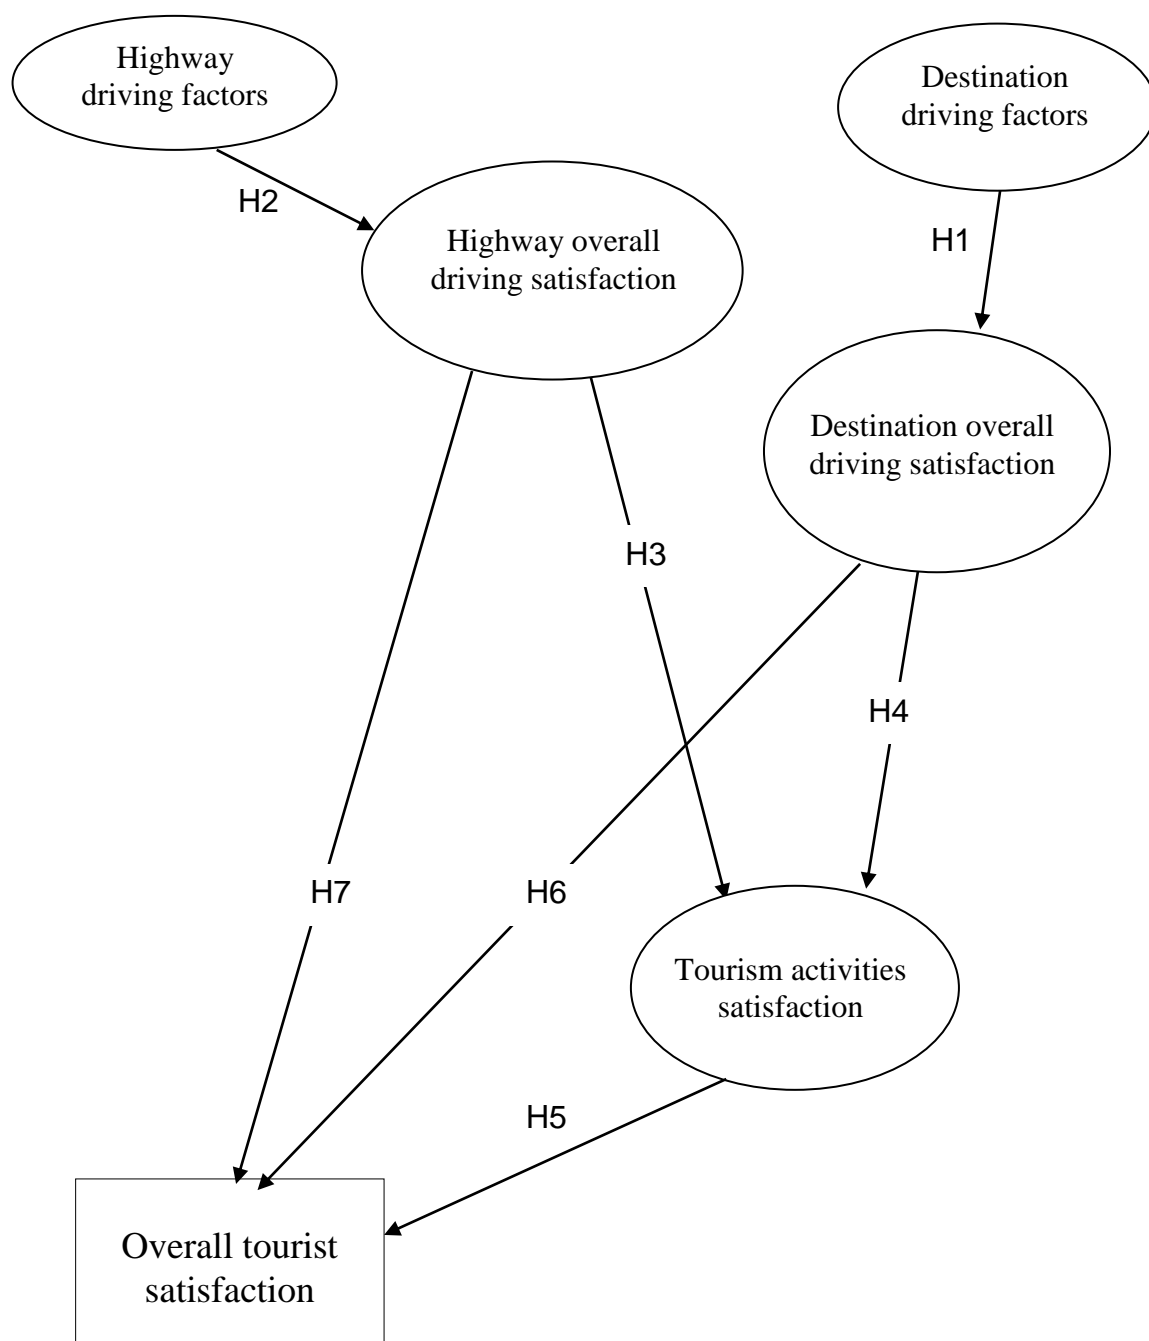 Highway
driving factors
Destination
driving factors
H2
H1
Highway overall
driving satisfaction
Destination overall
driving satisfaction
H3
H4
H7
H6
Tourism activities
satisfaction
H5
Overall tourist
satisfaction